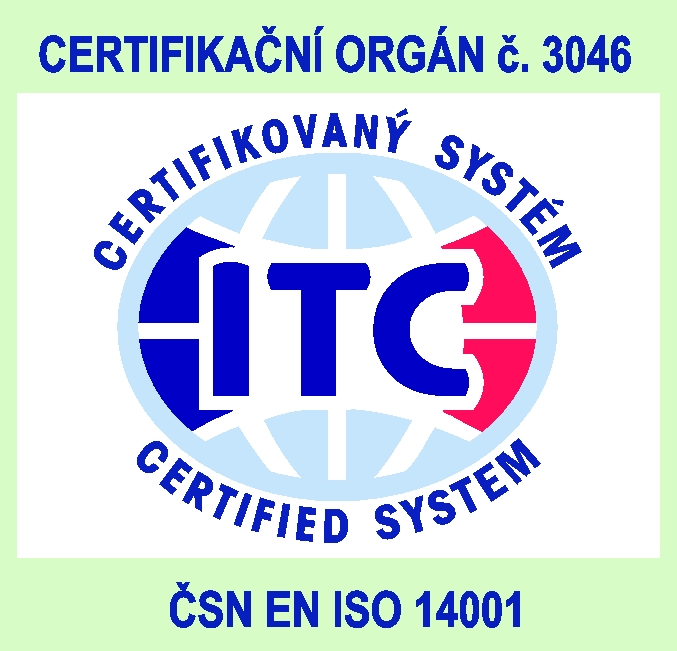 CERTIFIKAČNÍ ORGÁN č. 3046
CERTIFIKOVANÝ SYSTÉM
ITC
CERTIFIED SYSTEM
ČSN EN ISO 14001